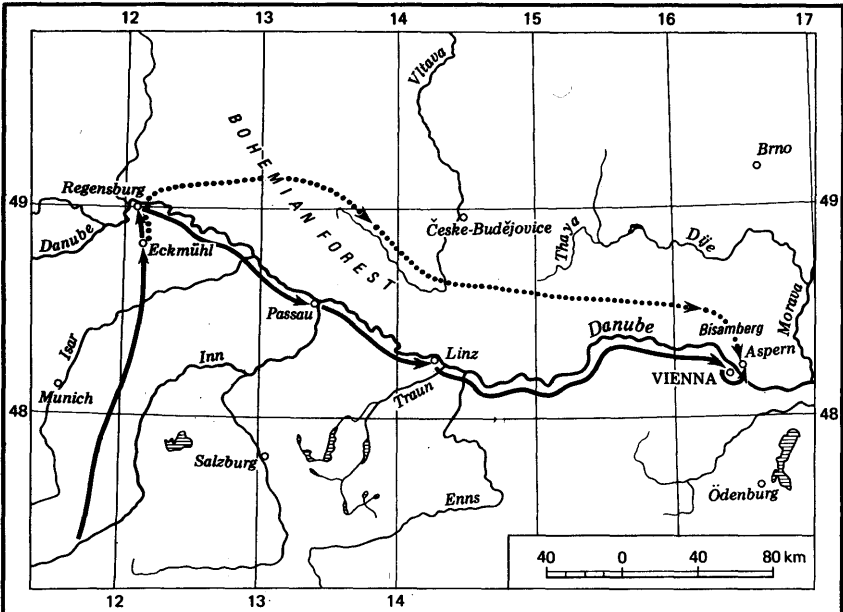 12 13 14 15 16 17
Vltava
BOHEMIAN FOREST
Brno
Regensburg
49 49
Česke-Budějovice
Danube
Eckmühl
Thaya
Dije
Morava
Passau
Danube
Bisamberg
Isar
Inn
Linz
Aspern
VIENNA
Munich
Traun
48 48
Salzburg
Enns
Ödenburg
40 0 40 80 km
12 13 14